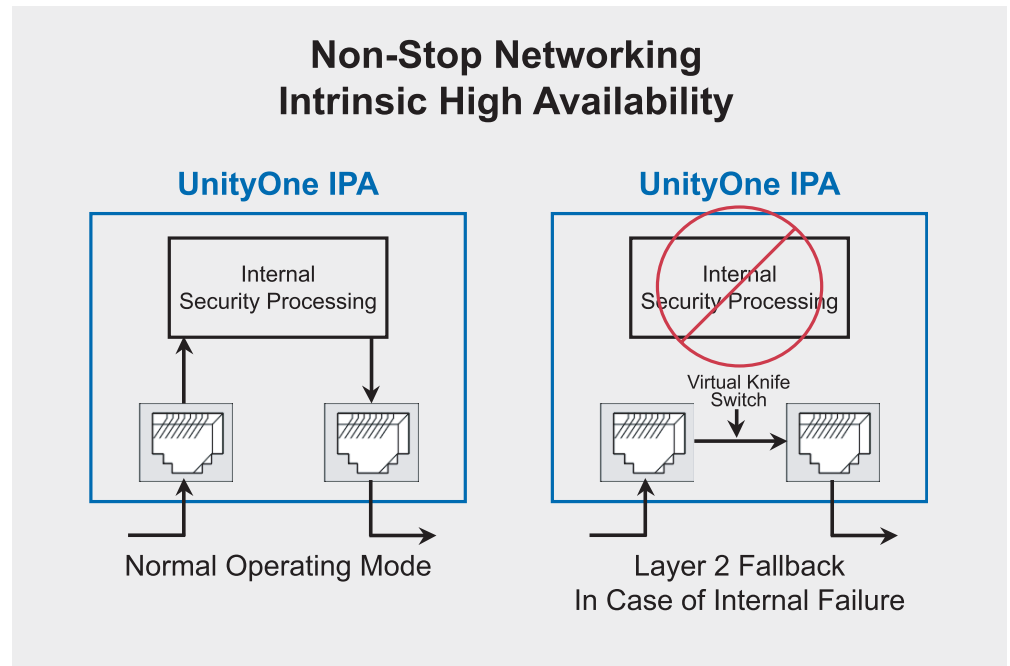 Non-Stop Networking
Intrinsic High Availability
UnityOne IPA
Internal
Security Processing
Normal Operating Mode
UnityOne IPA
Internal
Security Processing
Virtual Knife
Switch
Layer 2 Fallback
In Case of Internal Failure